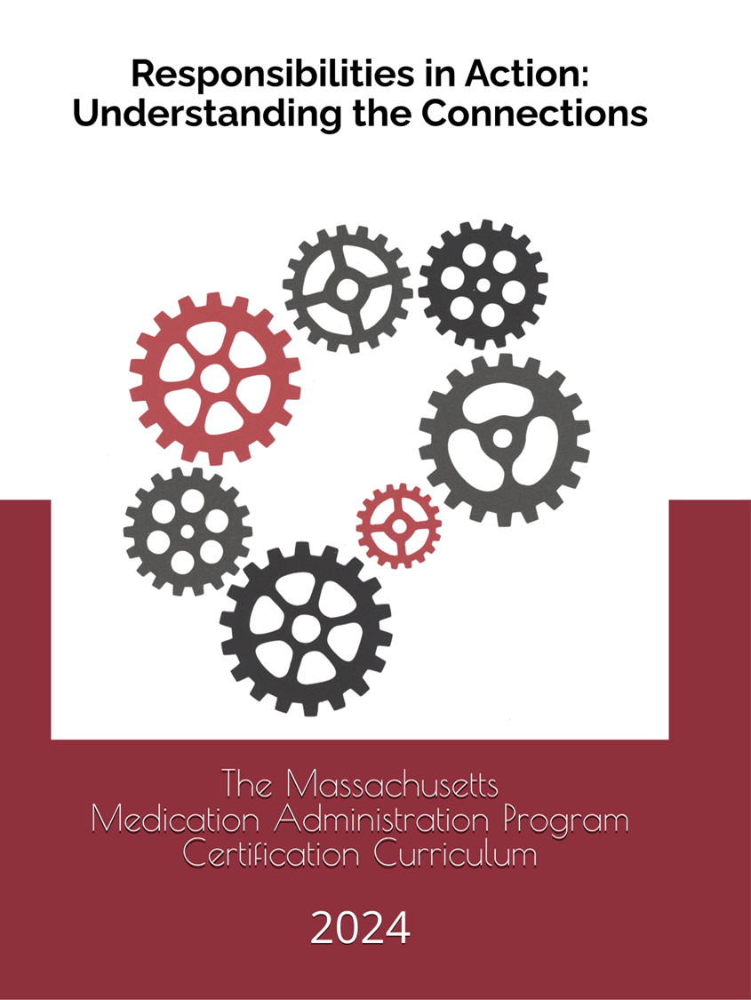 Responsibilities in Action:
Understanding the Connections
The Massachusetts
Medication Administration Program
Certification Curriculum
2024